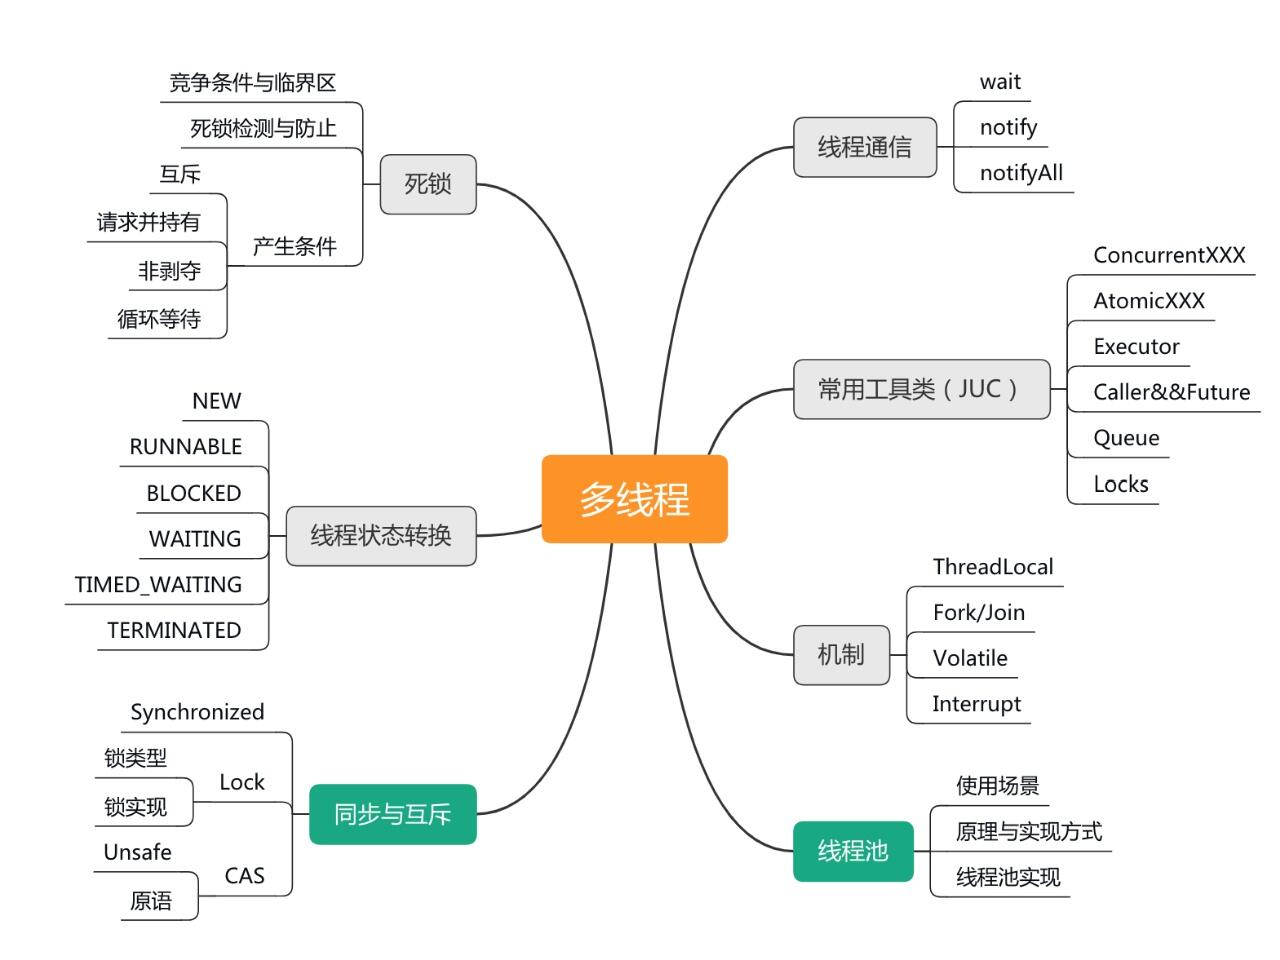 多线程
死锁
竞争条件与临界区
死锁检测与防止
产生条件
互斥
请求并持有
非剥夺
循环等待
线程状态转换
NEW
RUNNABLE
BLOCKED
WAITING
TIMED_WAITING
TERMINATED
同步与互斥
Synchronized
Lock
锁类型
锁实现
CAS
Unsafe
原语
线程通信
wait
notify
notifyAll
常用工具类（JUC）
ConcurrentXXX
AtomicXXX
Executor
Caller&&Future
Queue
Locks
机制
ThreadLocal
Fork/Join
Volatile
Interrupt
线程池
使用场景
原理与实现方式
线程池实现